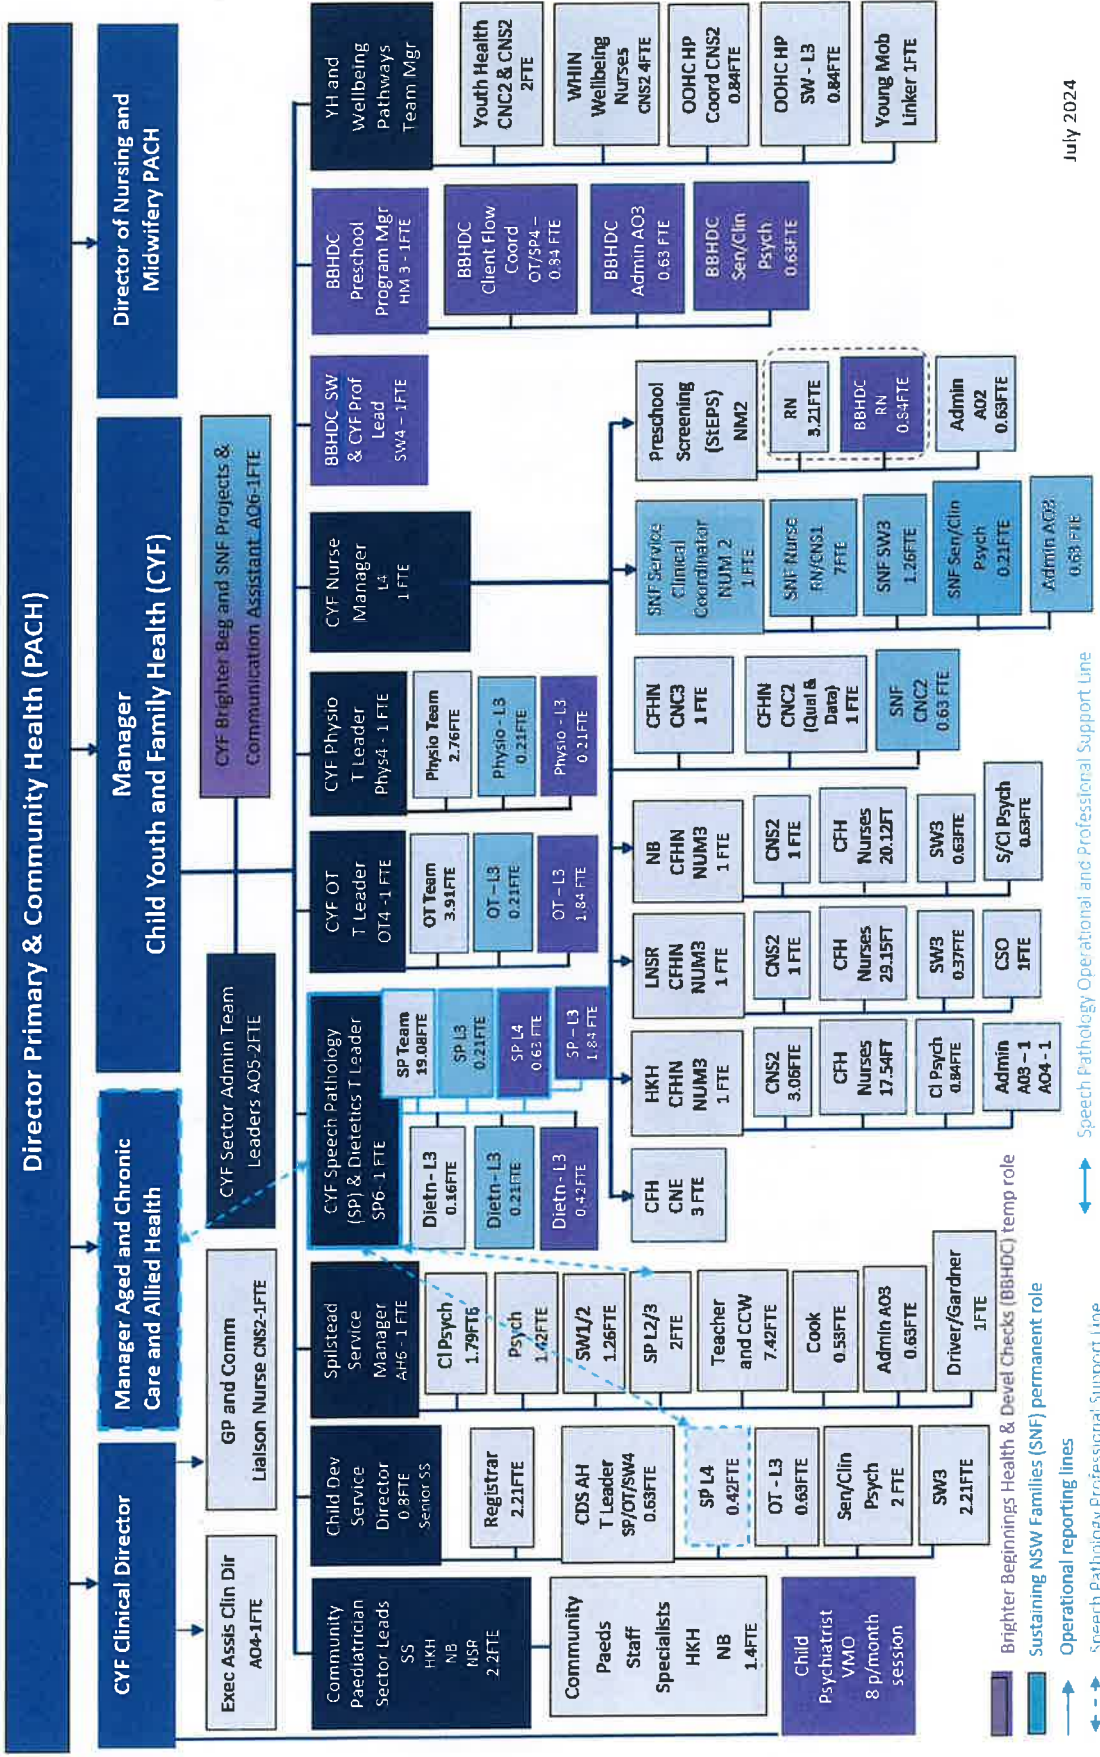 Director Primary & Community Health (PACH)
CYF Clinical Director
Manager Aged and Chronic
Care and Allied Health
Manager
Child Youth and Family Health (CYF)
Director of Nursing and
Midwifery PACH
Exec Assis Clin Dir
AO4-1FTE
GP and Comm
Liaison Nurse CNS2-1FTE
CYF Sector Admin Team
Leaders AO5-2FTE
CYF Brighter Beg and SNF Projects &
Communication Assistant AO6-1FTE
Community
Paediatrician
Sector Leads
SS
HKH
NB
NSR
2.2FTE
Community
Paeds
Staff
Specialists
HKH
NB
1.4FTE
Child
Psychiatrist
VMO
8 p/month
session
Child Dev
Service
Director
0.8FTE
Senior SS
Registrar
2.21FTE
CDS AH
T Leader
SP/OT/SW4
0.63FTE
SP L4
0.42FTE
OT - L3
0.63FTE
Sen/Clin
Psych
2 FTE
SW3
2.21FTE
Spilstead
Service
Manager
AH6 - 1 FTE
Cl Psych
1.79FTE
Psych
1.42FTE
SW1/2
1.26FTE
SP L2/3
2FTE
Teacher
and CCW
7.42FTE
Cook
0.53FTE
Admin AO3
0.63FTE
Driver/Gardner
1FTE
CYF Speech Pathology
(SP) & Dietetics T Leader
SP6-1 FTE
Dietn - L3
0.16FTE
Dietn - L3
0.21FTE
Dietn - L3
0.42FTE
SP Team
19.08FTE
SP L3
0.21FTE
SP L4
0.63 FTE
SP – L3
1.84 FTE
CYF OT
T Leader
OT4 -1 FTE
OT Team
3.91FTE
OT – L3
0.21FTE
OT – L3
1.84 FTE
CYF Physio
T Leader
Phys4 - 1 FTE
Physio Team
2.76FTE
Physio - L3
0.21FTE
Physio - L3
0.21FTE
CYF Nurse
Manager
L4
1 FTE
CFH
CNE
3 FTE
HKH
CFHN
NUM3
1 FTE
CNS2
3.06FTE
CFH
Nurses
17.54FT
Cl Psych
0.84FTE
Admin
A03 – 1
AO4 - 1
LNSR
CFHN
NUM3
1 FTE
CNS2
1 FTE
CFH
Nurses
29.15FT
SW3
0.37FTE
CSO
1FTE
NB
CFHN
NUM3
1 FTE
CNS2
1 FTE
CFH
Nurses
20.12FT
SW3
0.63FTE
S/Cl Psych
0.63FTE
CFHN
CNC3
1 FTE
CFHN
CNC2
(Qual &
Data)
1 FTE
SNF
CNC2
0.63 FTE
SNF Service
Clinical
Coordinator
NUM 2
1 FTE
SNF Nurse
RN/CNS1
7FTE
SNF SW3
1.26FTE
SNF Sen/Clin
Psych
0.21FTE
Admin AO3
0.63 FTE
Preschool
Screening
(StEPS)
NM2
RN
3.21FTE
BBHDC
RN
0.84FTE
Admin
A02
0.63FTE
BBHDC SW
& CYF Prof
Lead
SW4 – 1FTE
BBHDC
Preschool
Program Mgr
HM 3 - 1FTE
BBHDC
Client Flow
Coord
OT/SP4 –
0.84 FTE
BBHDC
Admin AO3
0.63 FTE
BBHDC
Sen/Clin
Psych
0.63FTE
YH and
Wellbeing
Pathways
Team Mgr
Youth Health
CNC2 & CNS2
2FTE
WHIN
Wellbeing
Nurses
CNS2 4FTE
OOHC HP
Coord CNS2
0.84FTE
OOHC HP
SW - L3
0.84FTE
Young Mob
Linker 1FTE
Brighter Beginnings Health & Devel Checks (BBHDC) temp role
Sustaining NSW Families (SNF) permanent role
Operational reporting lines
Speech Pathology Professional Support Line
Speech Pathology Operational and Professional Support Line
July 2024